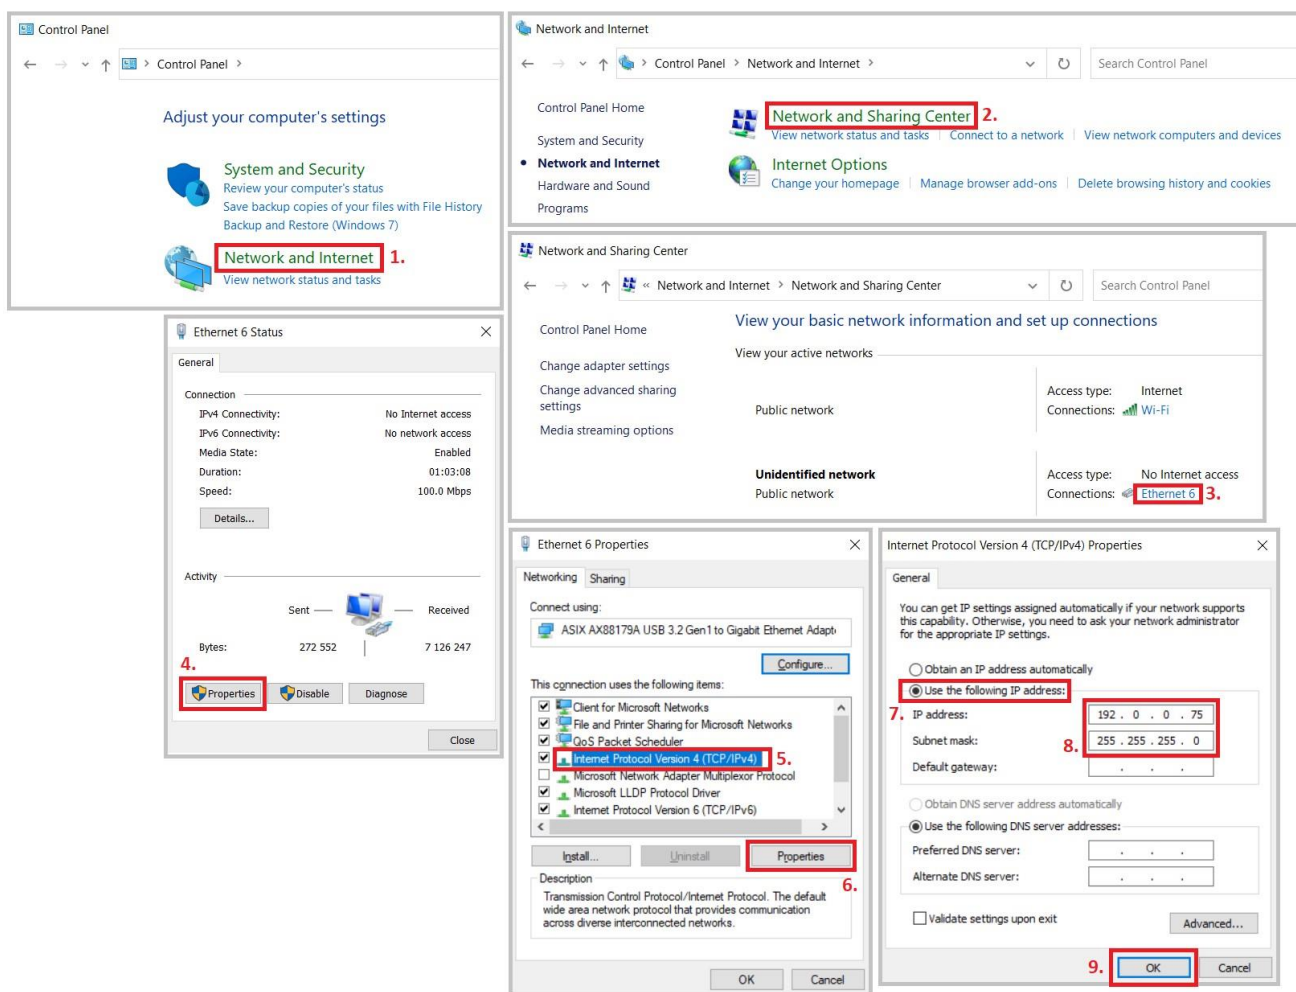 Control Panel
Control Panel
Adjust your computer's settings
System and Security
Review your computer's status
Save backup copies of your files with File History
Backup and Restore (Windows 7)
Network and Internet 1.
View network status and tasks
Network and Internet
Control Panel > Network and Internet >
Search Control Panel
Control Panel Home
System and Security
Network and Internet
Hardware and Sound
Programs
Network and Sharing Center 2.
View network status and tasks Connect to a network View network computers and devices
Internet Options
Change your homepage Manage browser add-ons Delete browsing history and cookies
Network and Sharing Center
« Network and Internet > Network and Sharing Center
Search Control Panel
Control Panel Home
Change adapter settings
Change advanced sharing
settings
Media streaming options
View your basic network information and set up connections
View your active networks
Public network
Access type: Internet
Connections: Wi-Fi
Unidentified network
Public network
Access type: No Internet access
Connections: Ethernet 6 3.
Ethernet 6 Status
General
Connection
IPv4 Connectivity: No Internet access
IPv6 Connectivity: No network access
Media State: Enabled
Duration: 01:03:08
Speed: 100.0 Mbps
Details...
Activity
Sent Received
Bytes: 272 552 7 126 247
4.
Properties Disable Diagnose
Close
Ethernet 6 Properties
Networking Sharing
Connect using:
ASIX AX88179A USB 3.2 Gen1 to Gigabit Ethernet Adapt
Configure...
This connection uses the following items:
Client for Microsoft Networks
File and Printer Sharing for Microsoft Networks
QoS Packet Scheduler
Internet Protocol Version 4 (TCP/IPv4) 5.
Microsoft Network Adapter Multiplexor Protocol
Microsoft LLDP Protocol Driver
Internet Protocol Version 6 (TCP/IPv6)
Install... Uninstall Properties
6.
Description
Transmission Control Protocol/Internet Protocol. The default
wide area network protocol that provides communication
across diverse interconnected networks.
OK Cancel
Internet Protocol Version 4 (TCP/IPv4) Properties
General
You can get IP settings assigned automatically if your network supports
this capability. Otherwise, you need to ask your network administrator
for the appropriate IP settings.
Obtain an IP address automatically
Use the following IP address:
7. IP address: 192 . 0 . 0 . 75
Subnet mask: 8. 255 . 255 . 255 . 0
Default gateway: . . .
Obtain DNS server address automatically
Use the following DNS server addresses:
Preferred DNS server: . . .
Alternate DNS server: . . .
Validate settings upon exit
Advanced...
9. OK Cancel